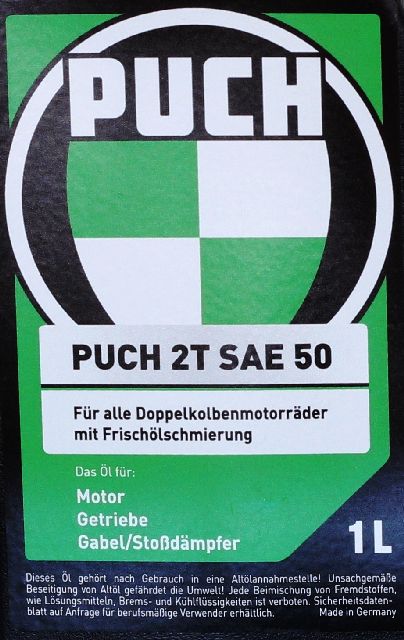 PUCH
PUCH 2T SAE 50
Für alle Doppelkolbenmotorräder
mit Frischölschmierung
Das Öl für:
Motor
Getriebe
Gabel/Stoßdämpfer
1 L
Dieses Öl gehört nach Gebrauch in eine Altölannahmestelle! Unsachgemäße
Beseitigung von Altöl gefährdet die Umwelt! Jede Beimischung von Fremdstoffen,
wie Lösungsmitteln, Brems- und Kühlflüssigkeiten ist verboten. Sicherheitsdaten-
blatt auf Anfrage für berufsmäßige Verwender erhältlich. Made in Germany